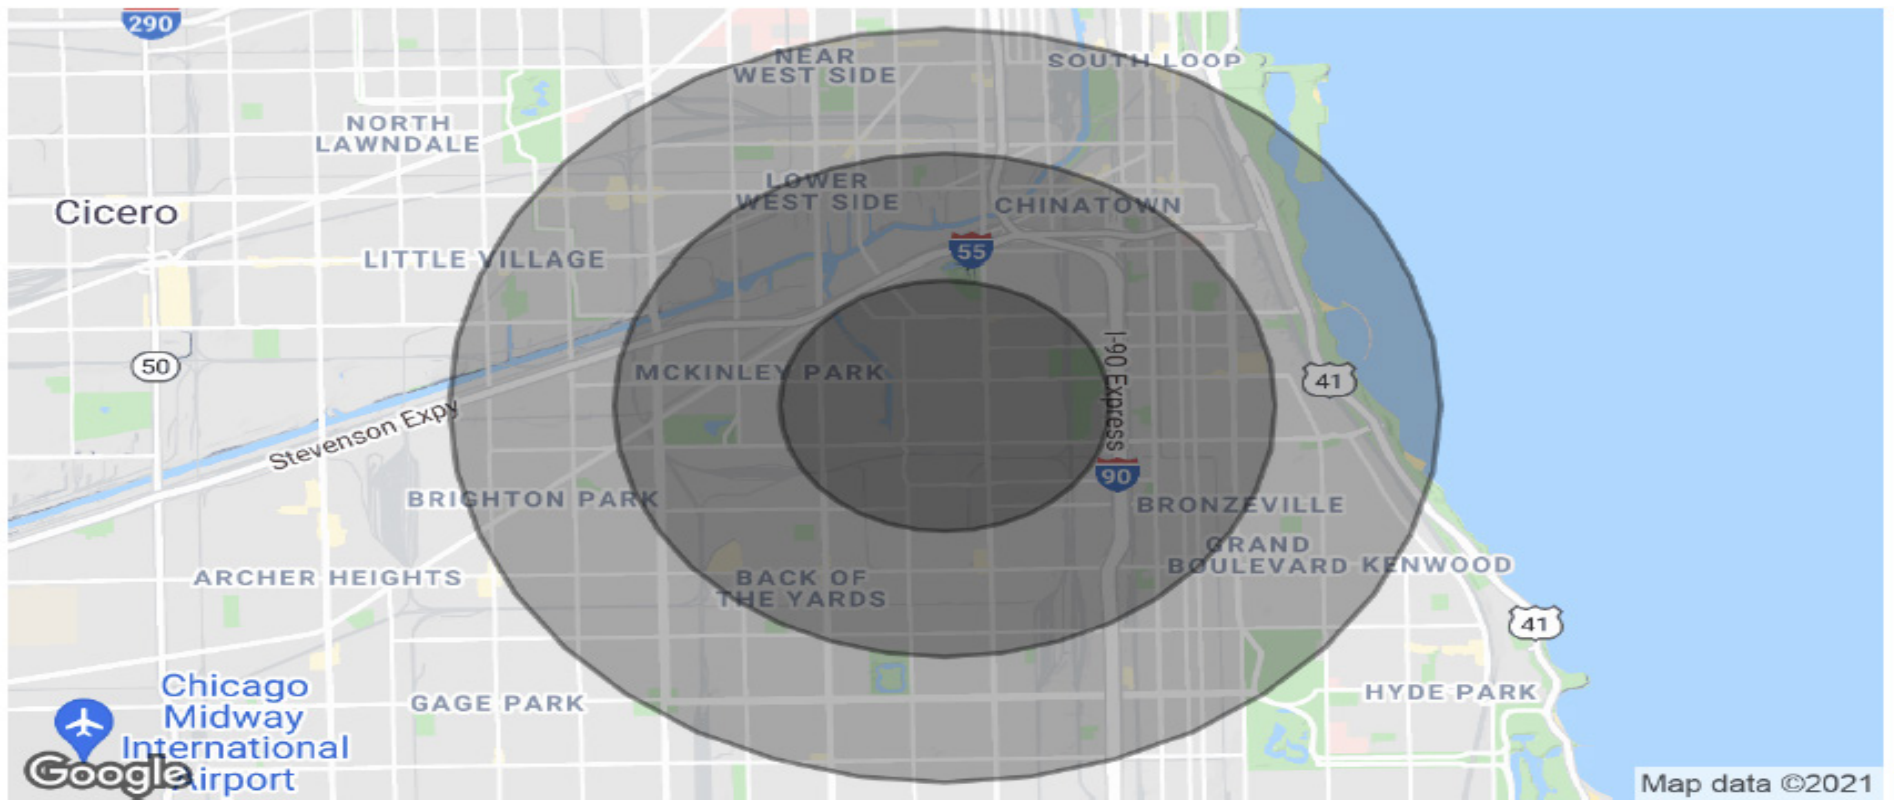 290
NEAR
WEST SIDE
SOUTH LOOP
NORTH
LAWNDALE
LOWER
WEST SIDE
Cicero
CHINATOWN
LITTLE VILLAGE
55
50
MCKINLEY PARK
I-90 Express
41
Stevenson Expy
90
BRIGHTON PARK
BRONZEVILLE
GRAND
BOULEVARD
KENWOOD
ARCHER HEIGHTS
BACK OF
THE YARDS
41
Chicago
Midway
International
Airport
GAGE PARK
HYDE PARK
Google
Map data ©2021